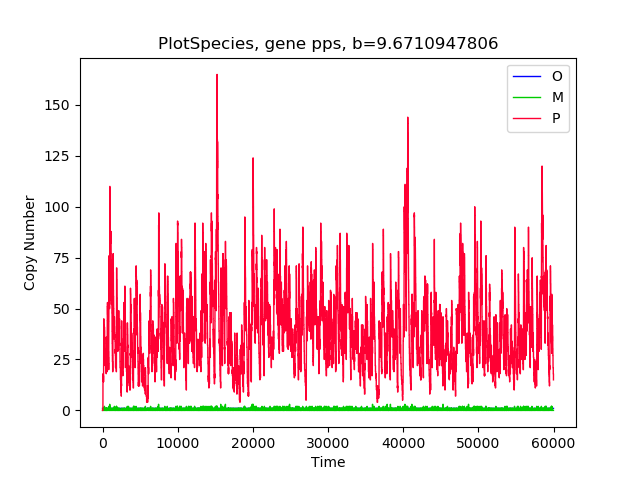 PlotSpecies, gene pps, b=9.6710947806
O
M
P
150
125
100
75
50
25
0
Copy Number
0 10000 20000 30000 40000 50000 60000
Time